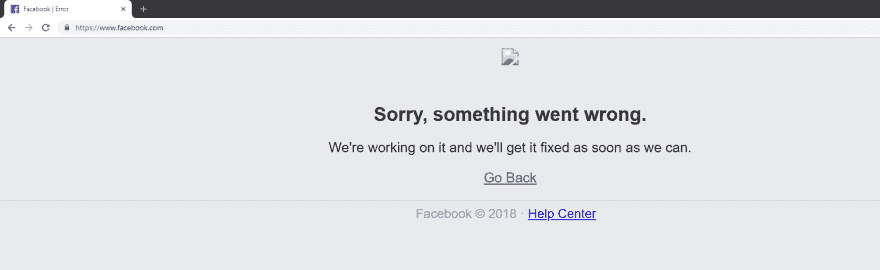 Facebook | Error
https://www.facebook.com
Sorry, something went wrong.
We're working on it and we'll get it fixed as soon as we can.
Go Back
Facebook © 2018 · Help Center